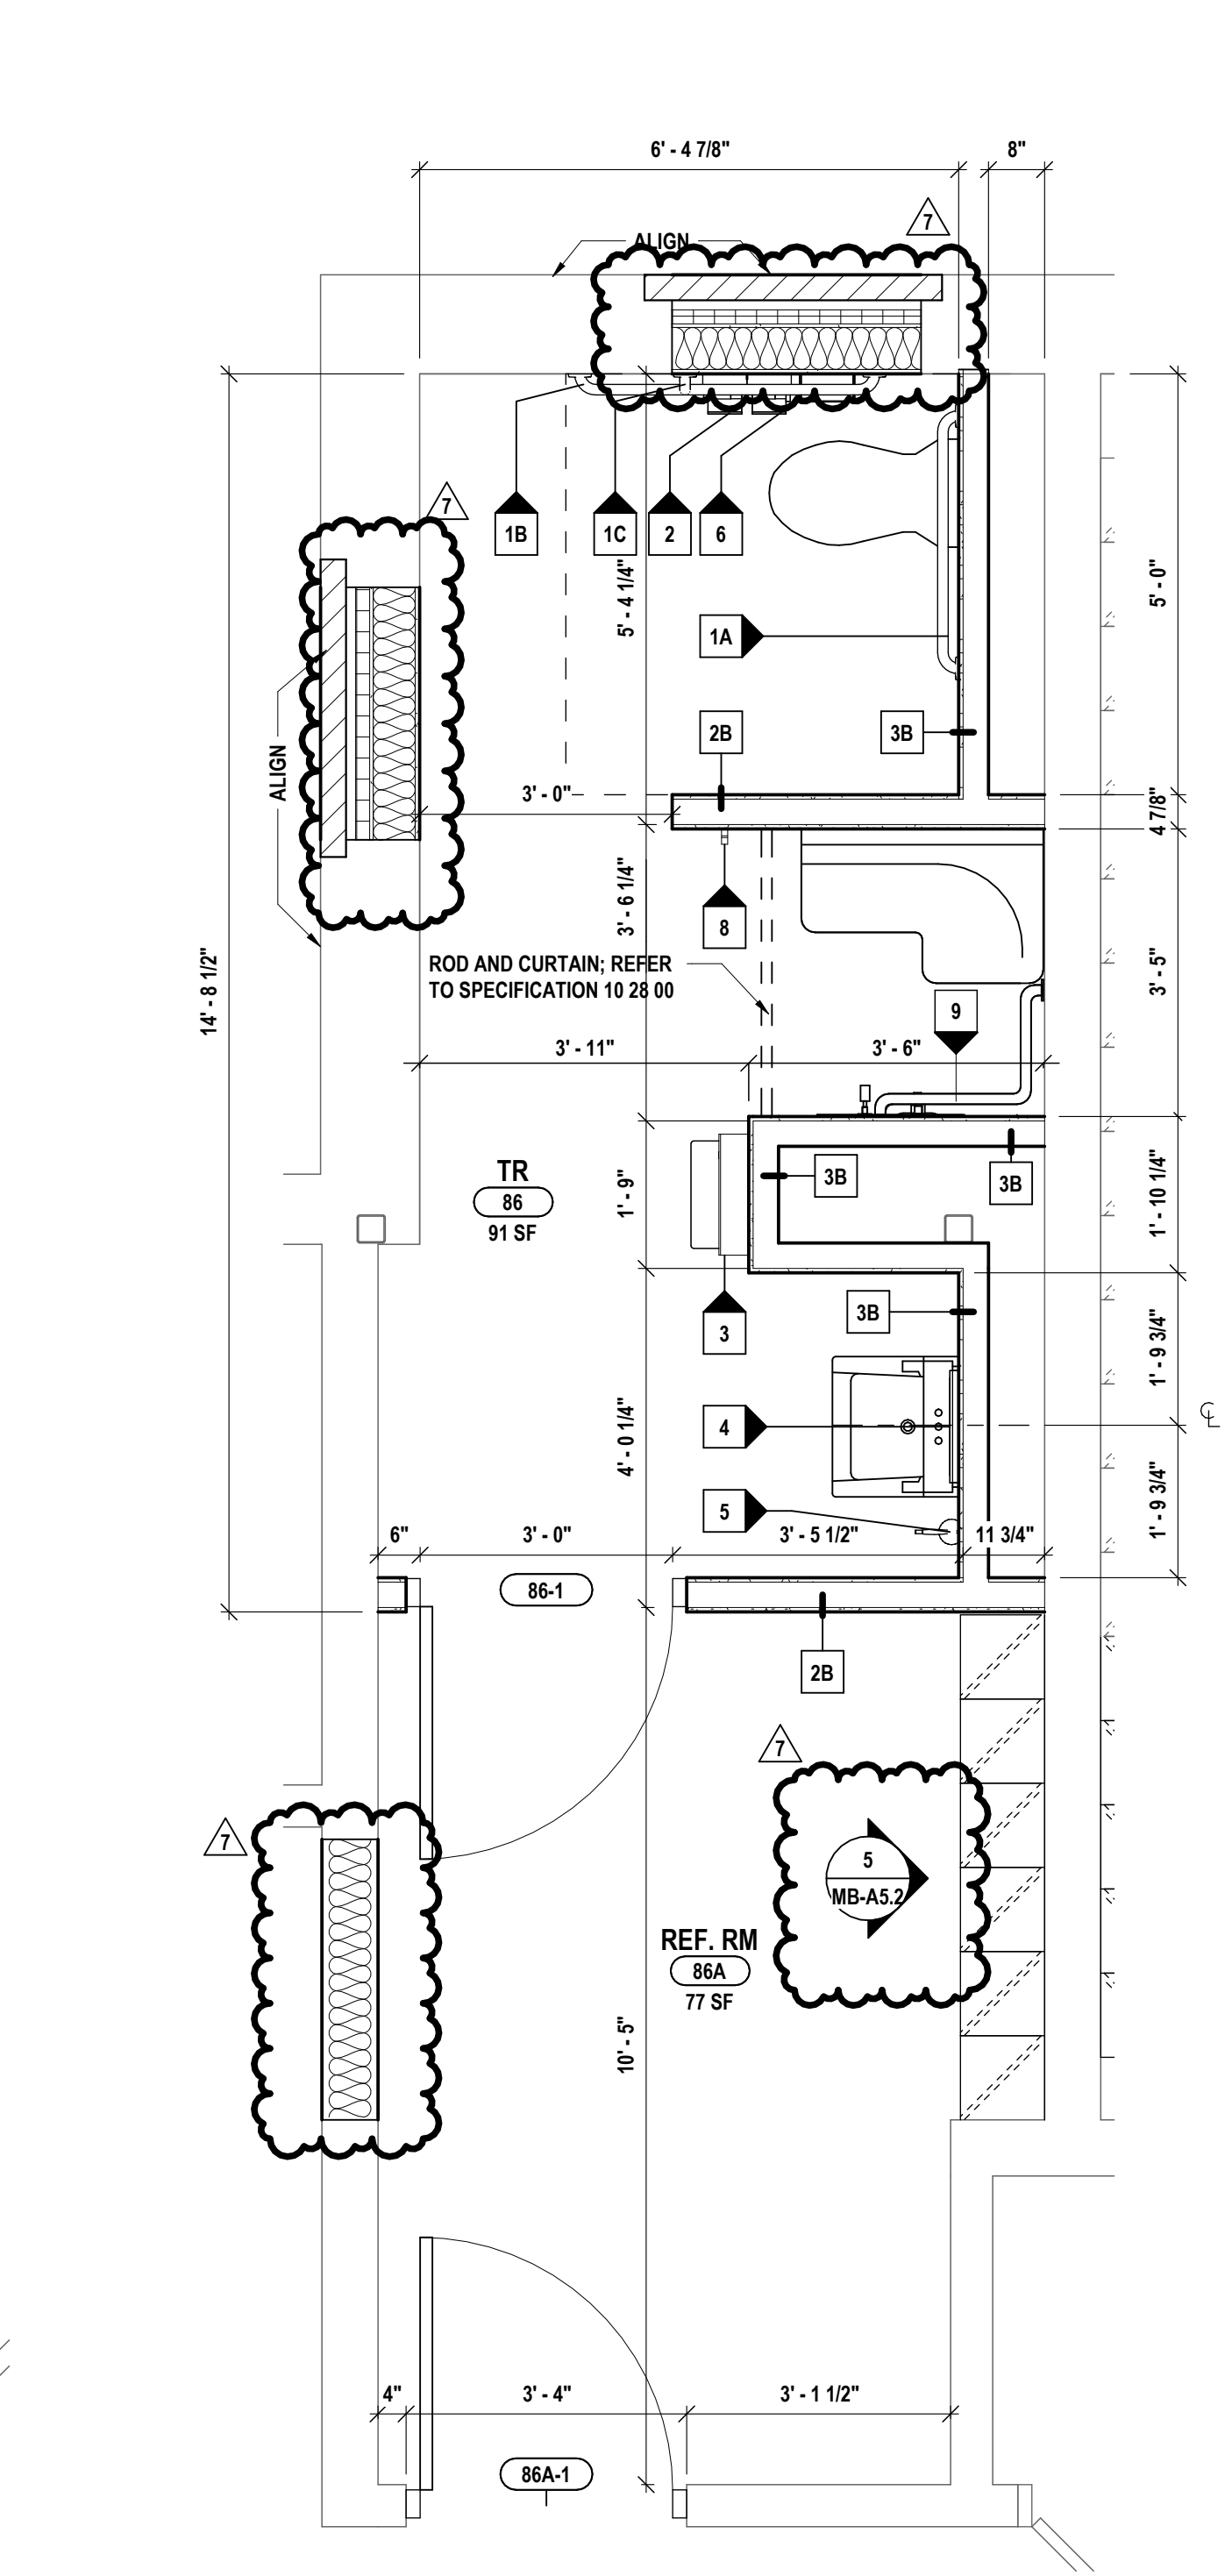 6' - 4 7/8"
8"
7
ALIGN
7
1B
1C
2
6
5' - 4 1/4"
5' - 0"
1A
2B
3B
ALIGN
3' - 0"
4 7/8"
3' - 6 1/4"
8
14' - 8 1/2"
ROD AND CURTAIN; REFER
TO SPECIFICATION 10 28 00
3' - 5"
9
3' - 11"
3' - 6"
TR
86
91 SF
1' - 9"
3B
3B
1' - 10 1/4"
3
3B
1' - 9 3/4"
4
4' - 0 1/4"
5
1' - 9 3/4"
6"
3' - 0"
3' - 5 1/2"
11 3/4"
86-1
2B
7
7
5
MB-A5.2
REF. RM
86A
77 SF
10' - 5"
4"
3' - 4"
3' - 1 1/2"
86A-1